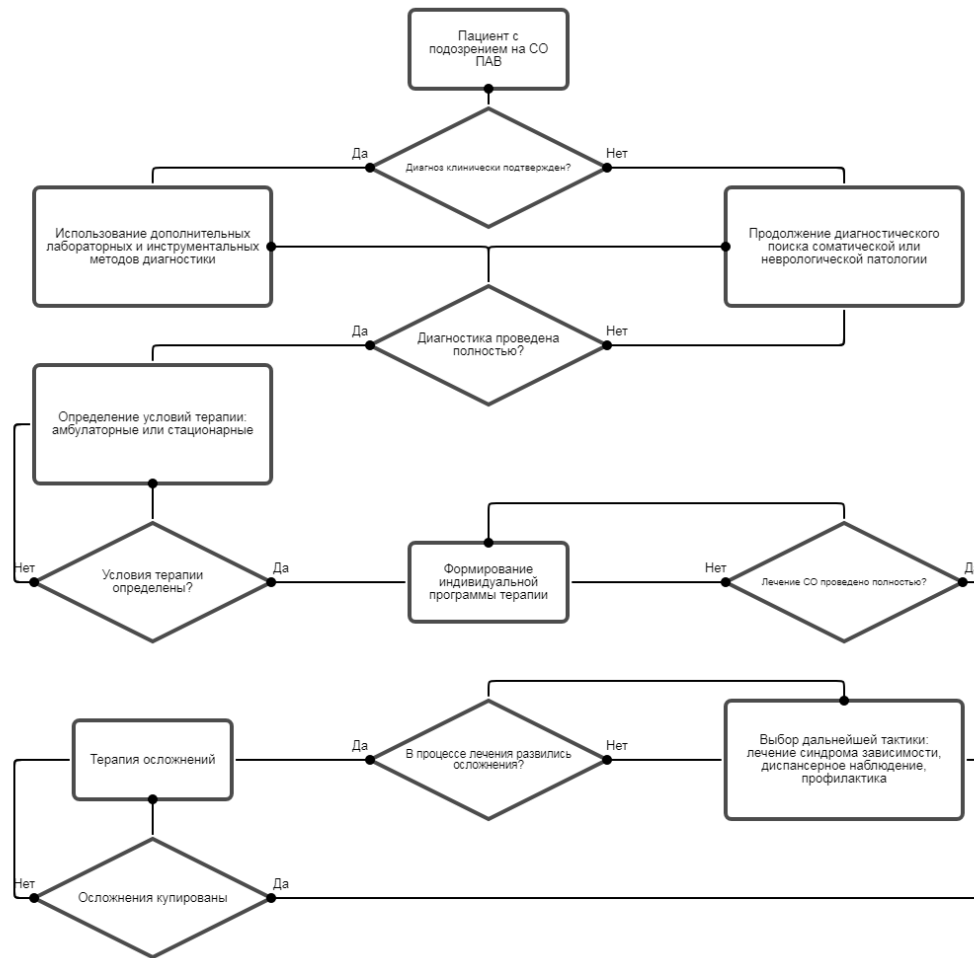 Пациент с
подозрением на СО
ПАВ
Диагноз клинически подтвержден?
Да
Нет
Использование дополнительных
лабораторных и инструментальных
методов диагностики
Продолжение диагностического
поиска соматической или
неврологической патологии
Диагностика проведена
полностью?
Да
Нет
Определение условий терапии:
амбулаторные или стационарные
Условия терапии
определены?
Нет
Да
Формирование
индивидуальной
программы терапии
Лечение СО проведено полностью?
Нет
Да
Терапия осложнений
В процессе лечения развились
осложнения?
Да
Нет
Выбор дальнейшей тактики:
лечение синдрома зависимости,
диспансерное наблюдение,
профилактика
Осложнения купированы
Нет
Да